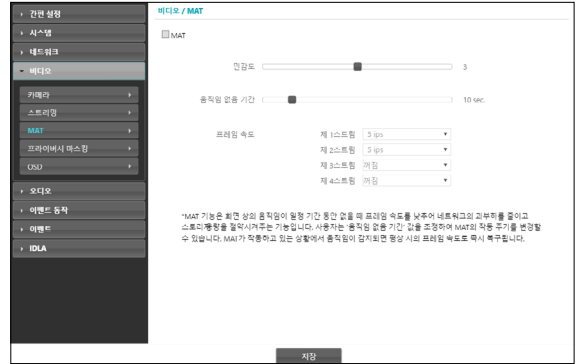 간편 설정
시스템
네트워크
비디오
카메라
스트리밍
MAT
프라이버시 마스킹
OSD
오디오
이벤트 동작
이벤트
IDLA
비디오 / MAT
MAT
민감도 3
움직임 없음 기간 10 sec.
프레임 속도 제 1스트림 5 ips
제 2스트림 5 ips
제 3스트림 꺼짐
제 4스트림 꺼짐
*MAT 기능은 화면 상의 움직임이 일정 기간 동안 없을 때 프레임 속도를 낮추어 네트워크의 과부하를 줄이고
스토리지용량을 절약시켜주는 기능입니다. 사용자는 '움직임 없음 기간' 값을 조정하여 MAT의 작동 주기를 변경할
수 있습니다. MAT가 작동하고 있는 상황에서 움직임이 감지되면 평상 시의 프레임 속도로 즉시 복구됩니다.
저장